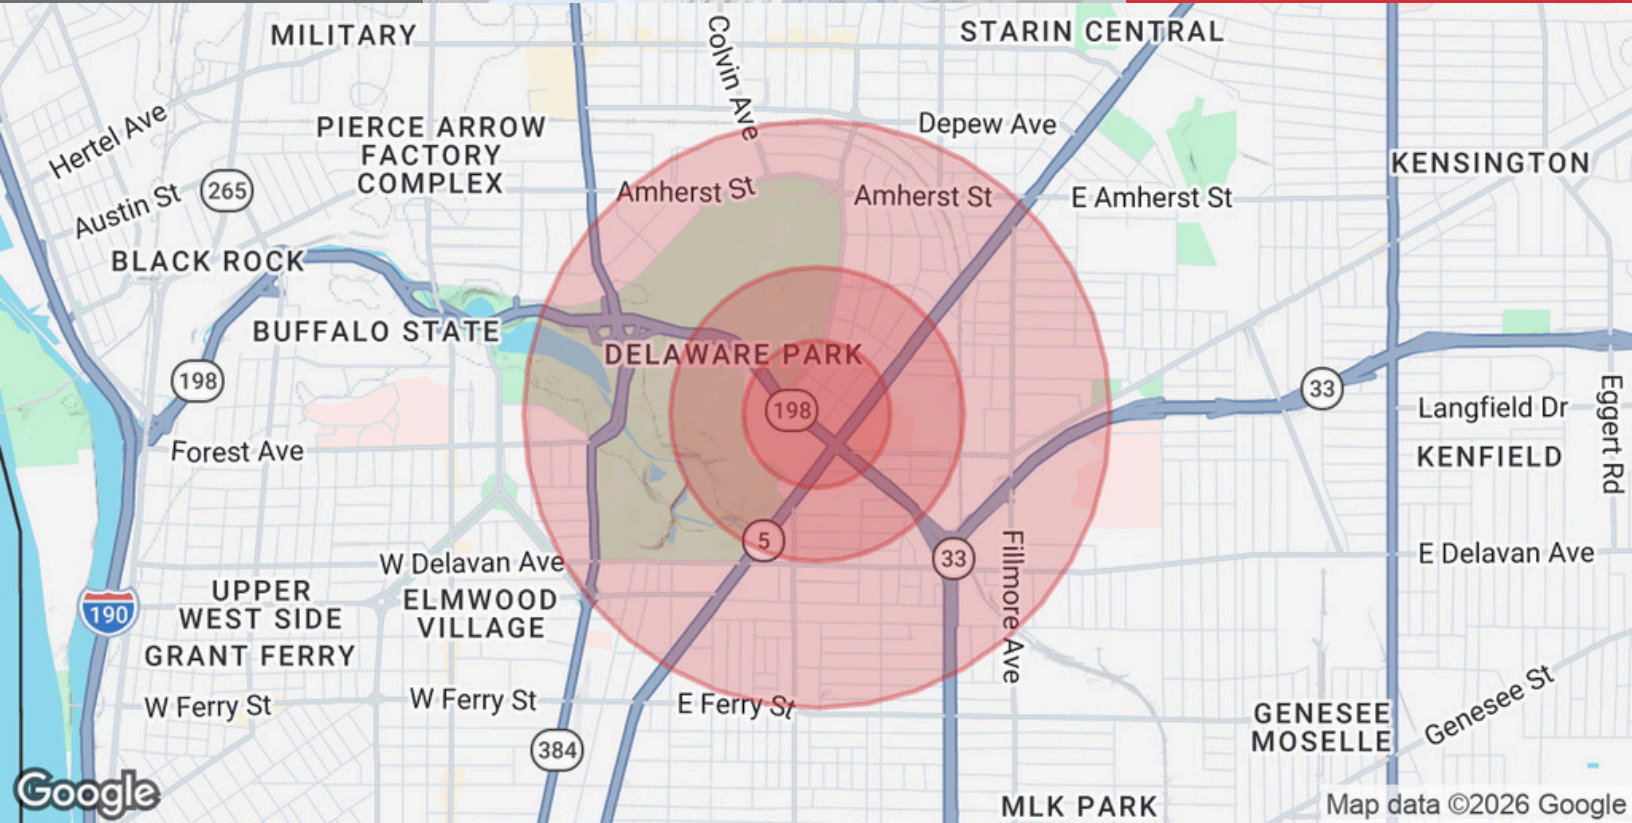 MILITARY
Colvin Ave
STARIN CENTRAL
Hertel Ave
PIERCE ARROW
FACTORY
COMPLEX
Depew Ave
KENSINGTON
265
Austin St
Amherst St
Amherst St
E Amherst St
BLACK ROCK
BUFFALO STATE
DELAWARE PARK
198
198
33
Langfield Dr
Eggert Rd
Forest Ave
KENFIELD
5
33
Fillmore Ave
E Delavan Ave
W Delavan Ave
190
UPPER
WEST SIDE
ELMWOOD
VILLAGE
GRANT FERRY
W Ferry St
W Ferry St
E Ferry St
GENESEE
MOSELLE
Genesee St
384
Google
MLK PARK
Map data ©2026 Google